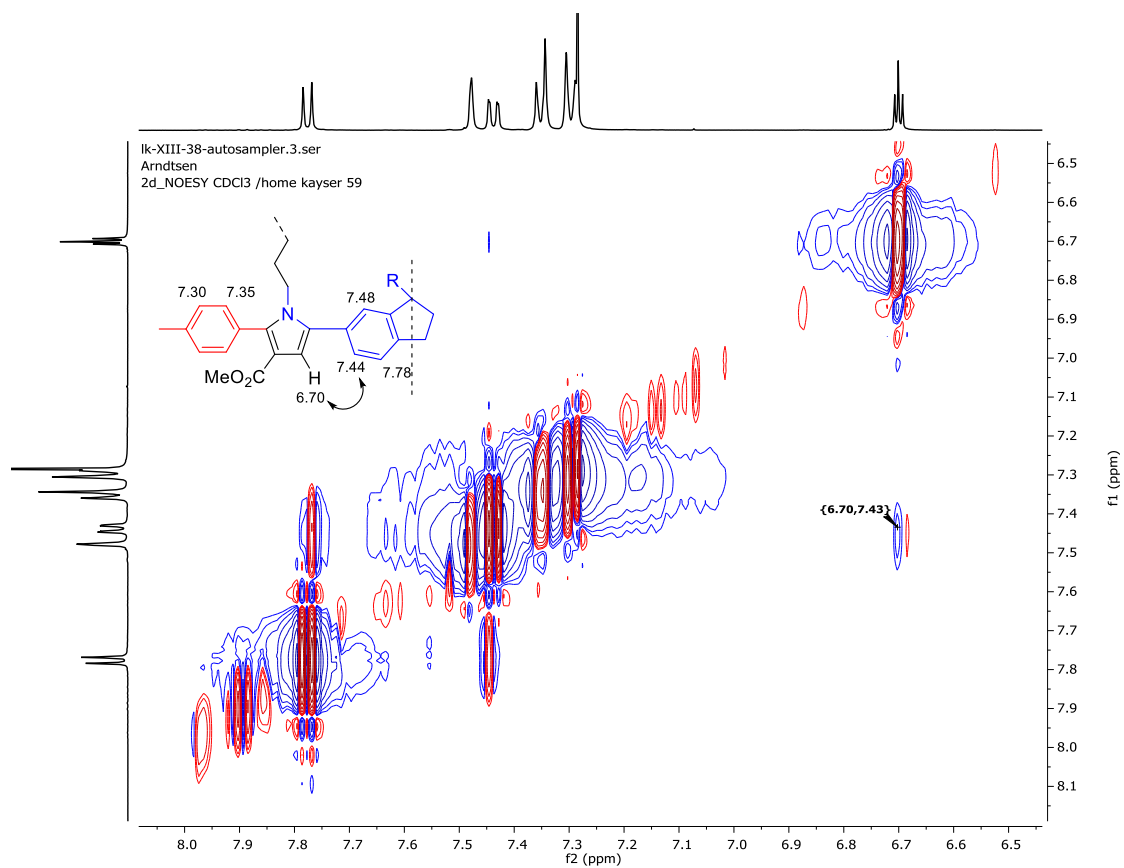 lk-XIII-38-autosampler.3.ser
Arndtsen
2d_NOESY CDCl3 /home kayser 59
R
7.30 7.35 7.48
N
7.44 7.78
MeO2C H
6.70
{6.70,7.43}
6.5
6.6
6.7
6.8
6.9
7.0
7.1
7.2
7.3
7.4
7.5
7.6
7.7
7.8
7.9
8.0
8.1
f1 (ppm)
8.0 7.9 7.8 7.7 7.6 7.5 7.4 7.3 7.2 7.1 7.0 6.9 6.8 6.7 6.6 6.5
f2 (ppm)